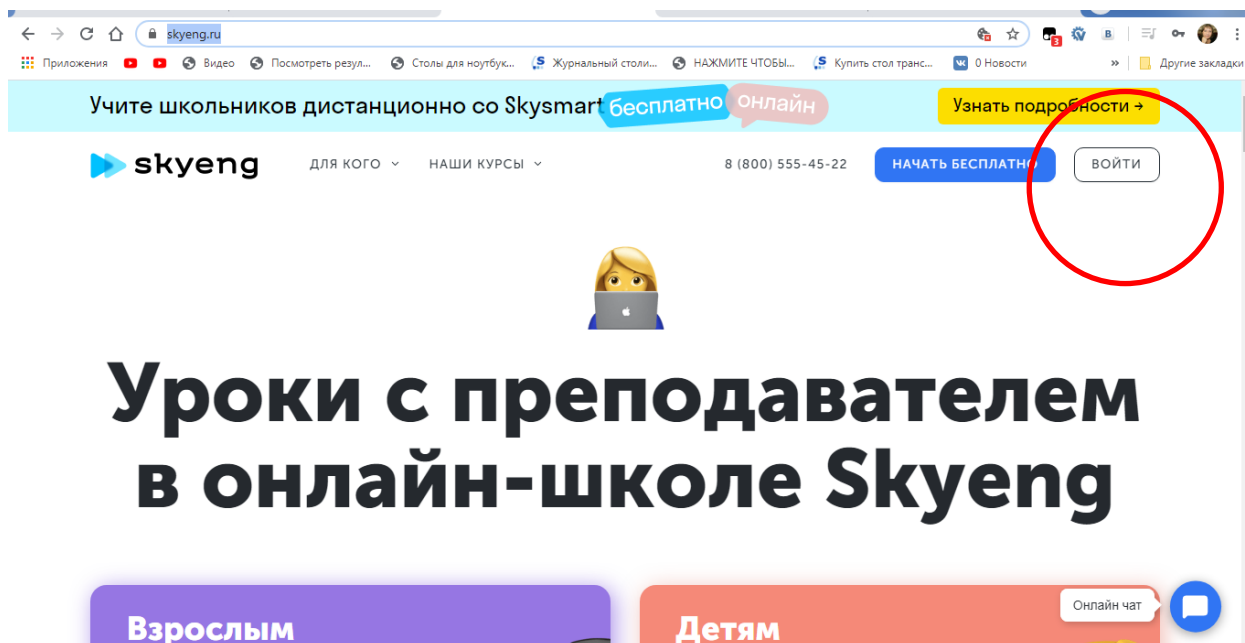 skyeng.ru
3
B
Приложения Видео Посмотреть резул... Столы для ноутбук... Журнальный столи... НАЖМИТЕ ЧТОБЫ... Купить стол транс... 0 Новости » Другие закладки
Учите школьников дистанционно со Skysmart бесплатно онлайн Узнать подробности →
skyeng ДЛЯ КОГО НАШИ КУРСЫ 8 (800) 555-45-22 НАЧАТЬ БЕСПЛАТНО ВОЙТИ
Уроки с преподавателем
в онлайн-школе Skyeng
Онлайн чат
Взрослым Детям